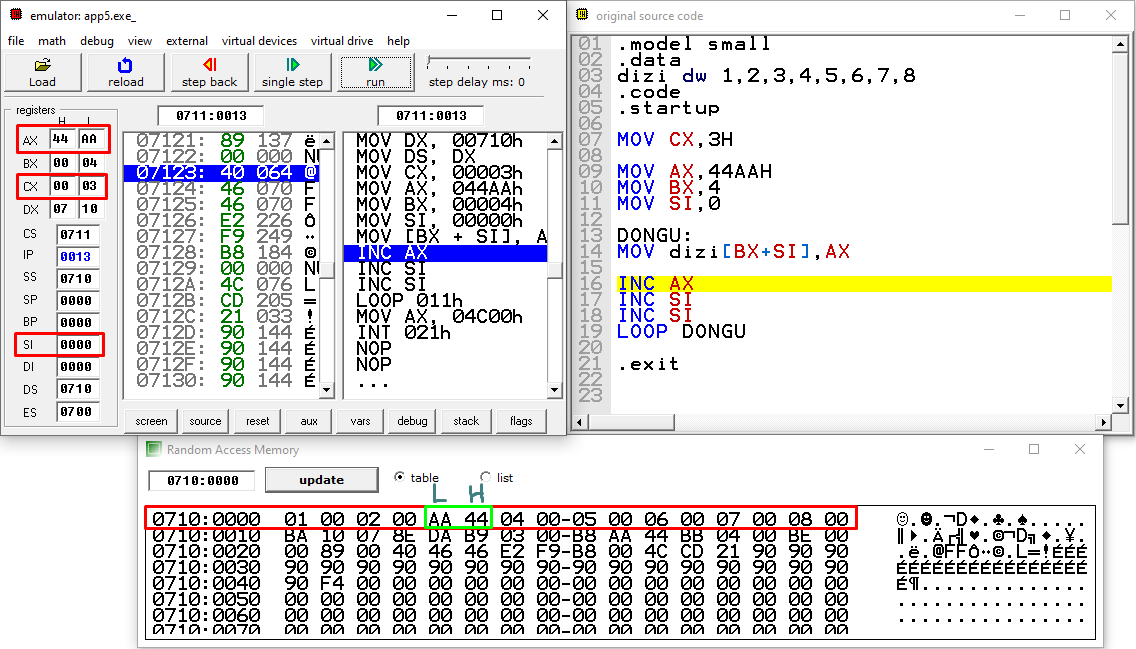 emulator: app5.exe_
file math debug view external virtual devices virtual drive help
Load reload step back single step run step delay ms: 0
registers
H L
AX 44 AA
BX 00 04
CX 00 03
DX 07 10
CS 0711
IP 0013
SS 0710
SP 0000
BP 0000
SI 0000
DI 0000
DS 0710
ES 0700
0711:0013
07121: 89 137 ë
07122: 00 000 NU
07123: 40 064 @
07124: 46 070 F
07125: 46 070 F
07126: E2 226 Ô
07127: F9 249 ¨
07128: B8 184 ©
07129: 00 000 NU
0712A: 4C 076 L
0712B: CD 205 =
0712C: 21 033 !
0712D: 90 144 É
0712E: 90 144 É
0712F: 90 144 É
07130: 90 144 É
0711:0013
MOV DX, 00710h
MOV DS, DX
MOV CX, 00003h
MOV AX, 044AAh
MOV BX, 00004h
MOV SI, 00000h
MOV [BX + SI], A
INC AX
INC SI
INC SI
LOOP 011h
MOV AX, 04C00h
INT 021h
NOP
NOP
...
screen source reset aux vars debug stack flags
original source code
01 .model small
02 .data
03 dizi dw 1,2,3,4,5,6,7,8
04 .code
05 .startup
06
07 MOV CX,3H
08
09 MOV AX,44AAH
10 MOV BX,4
11 MOV SI,0
12
13 DONGU:
14 MOV dizi[BX+SI],AX
15
16 INC AX
17 INC SI
18 INC SI
19 LOOP DONGU
20
21 .exit
22
23
Random Access Memory
0710:0000 update table list
L H
0710:0000 01 00 02 00 AA 44 04 00-05 00 06 00 07 00 08 00
0710:0010 BA 10 07 8E DA B9 03 00-B8 AA 44 BB 04 00 BE 00
0710:0020 00 89 00 40 46 46 E2 F9-B8 00 4C CD 21 90 90 90
0710:0030 90 90 90 90 90 90 90 90-90 90 90 90 90 90 90 90
0710:0040 90 F4 00 00 00 00 00 00-00 00 00 00 00 00 00 00
0710:0050 00 00 00 00 00 00 00 00-00 00 00 00 00 00 00 00
0710:0060 00 00 00 00 00 00 00 00-00 00 00 00 00 00 00 00
0710:0070 00 00 00 00 00 00 00 00-00 00 00 00 00 00 00 00